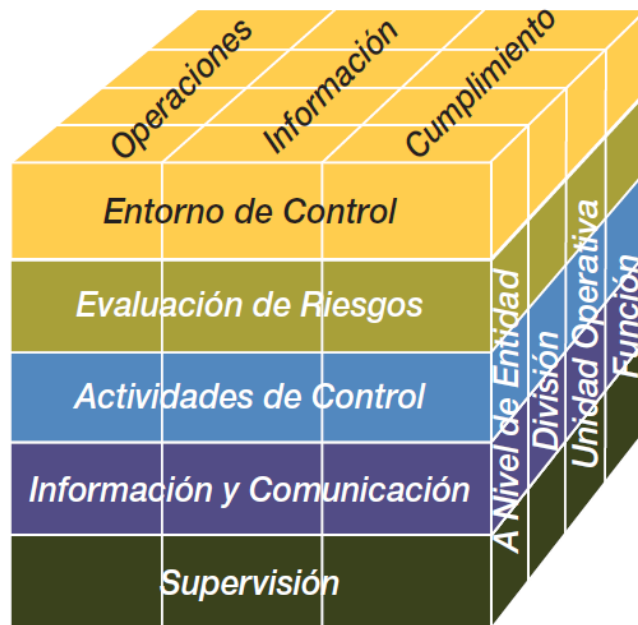 Operaciones
Información
Cumplimiento
Entorno de Control
Evaluación de Riesgos
Actividades de Control
Información y Comunicación
Supervisión
A Nivel de Entidad
División
Unidad Operativa
Función